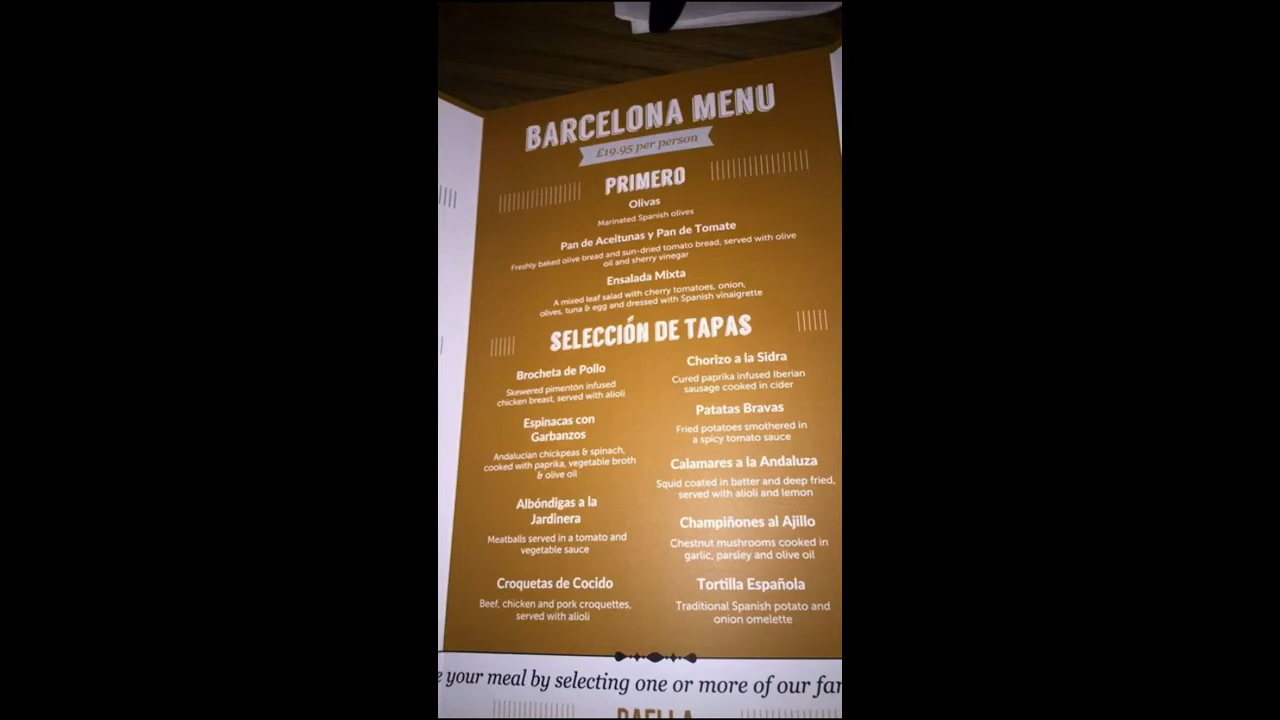 BARCELONA MENU
£19.95 per person
PRIMERO
Olivas
Marinated Spanish olives
Pan de Aceitunas y Pan de Tomate
Freshly baked olive bread and sun-dried tomato bread, served with olive
oil and sherry vinegar
Ensalada Mixta
A mixed leaf salad with cherry tomatoes, onion,
olives, tuna & egg and dressed with Spanish vinaigrette
SELECCIÓN DE TAPAS
Brocheta de Pollo
Skewered pimentón infused
chicken breast, served with alioli
Espinacas con
Garbanzos
Andalucian chickpeas & spinach,
cooked with paprika, vegetable broth
& olive oil
Albóndigas a la
Jardinera
Meatballs served in a tomato and
vegetable sauce
Croquetas de Cocido
Beef, chicken and pork croquettes,
served with alioli
Chorizo a la Sidra
Cured paprika infused Iberian
sausage cooked in cider
Patatas Bravas
Fried potatoes smothered in
a spicy tomato sauce
Calamares a la Andaluza
Squid coated in batter and deep fried,
served with alioli and lemon
Champiñones al Ajillo
Chestnut mushrooms cooked in
garlic, parsley and olive oil
Tortilla Española
Traditional Spanish potato and
onion omelette
your meal by selecting one or more of our